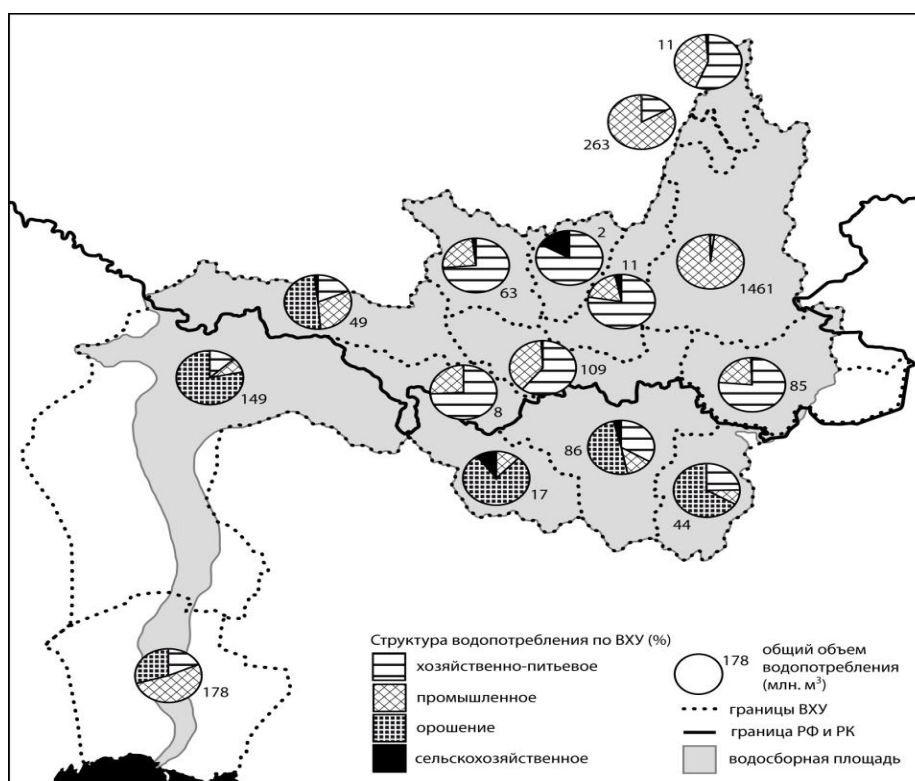 11
263
2
11
63
1461
49
109
149
8
85
86
17
44
178
Структура водопотребления по ВХУ (%)
хозяйственно-питьевое
промышленное
орошение
сельскохозяйственное
178
общий объем
водопотребления
(млн. м³)
границы ВХУ
граница РФ и РК
водосборная площадь